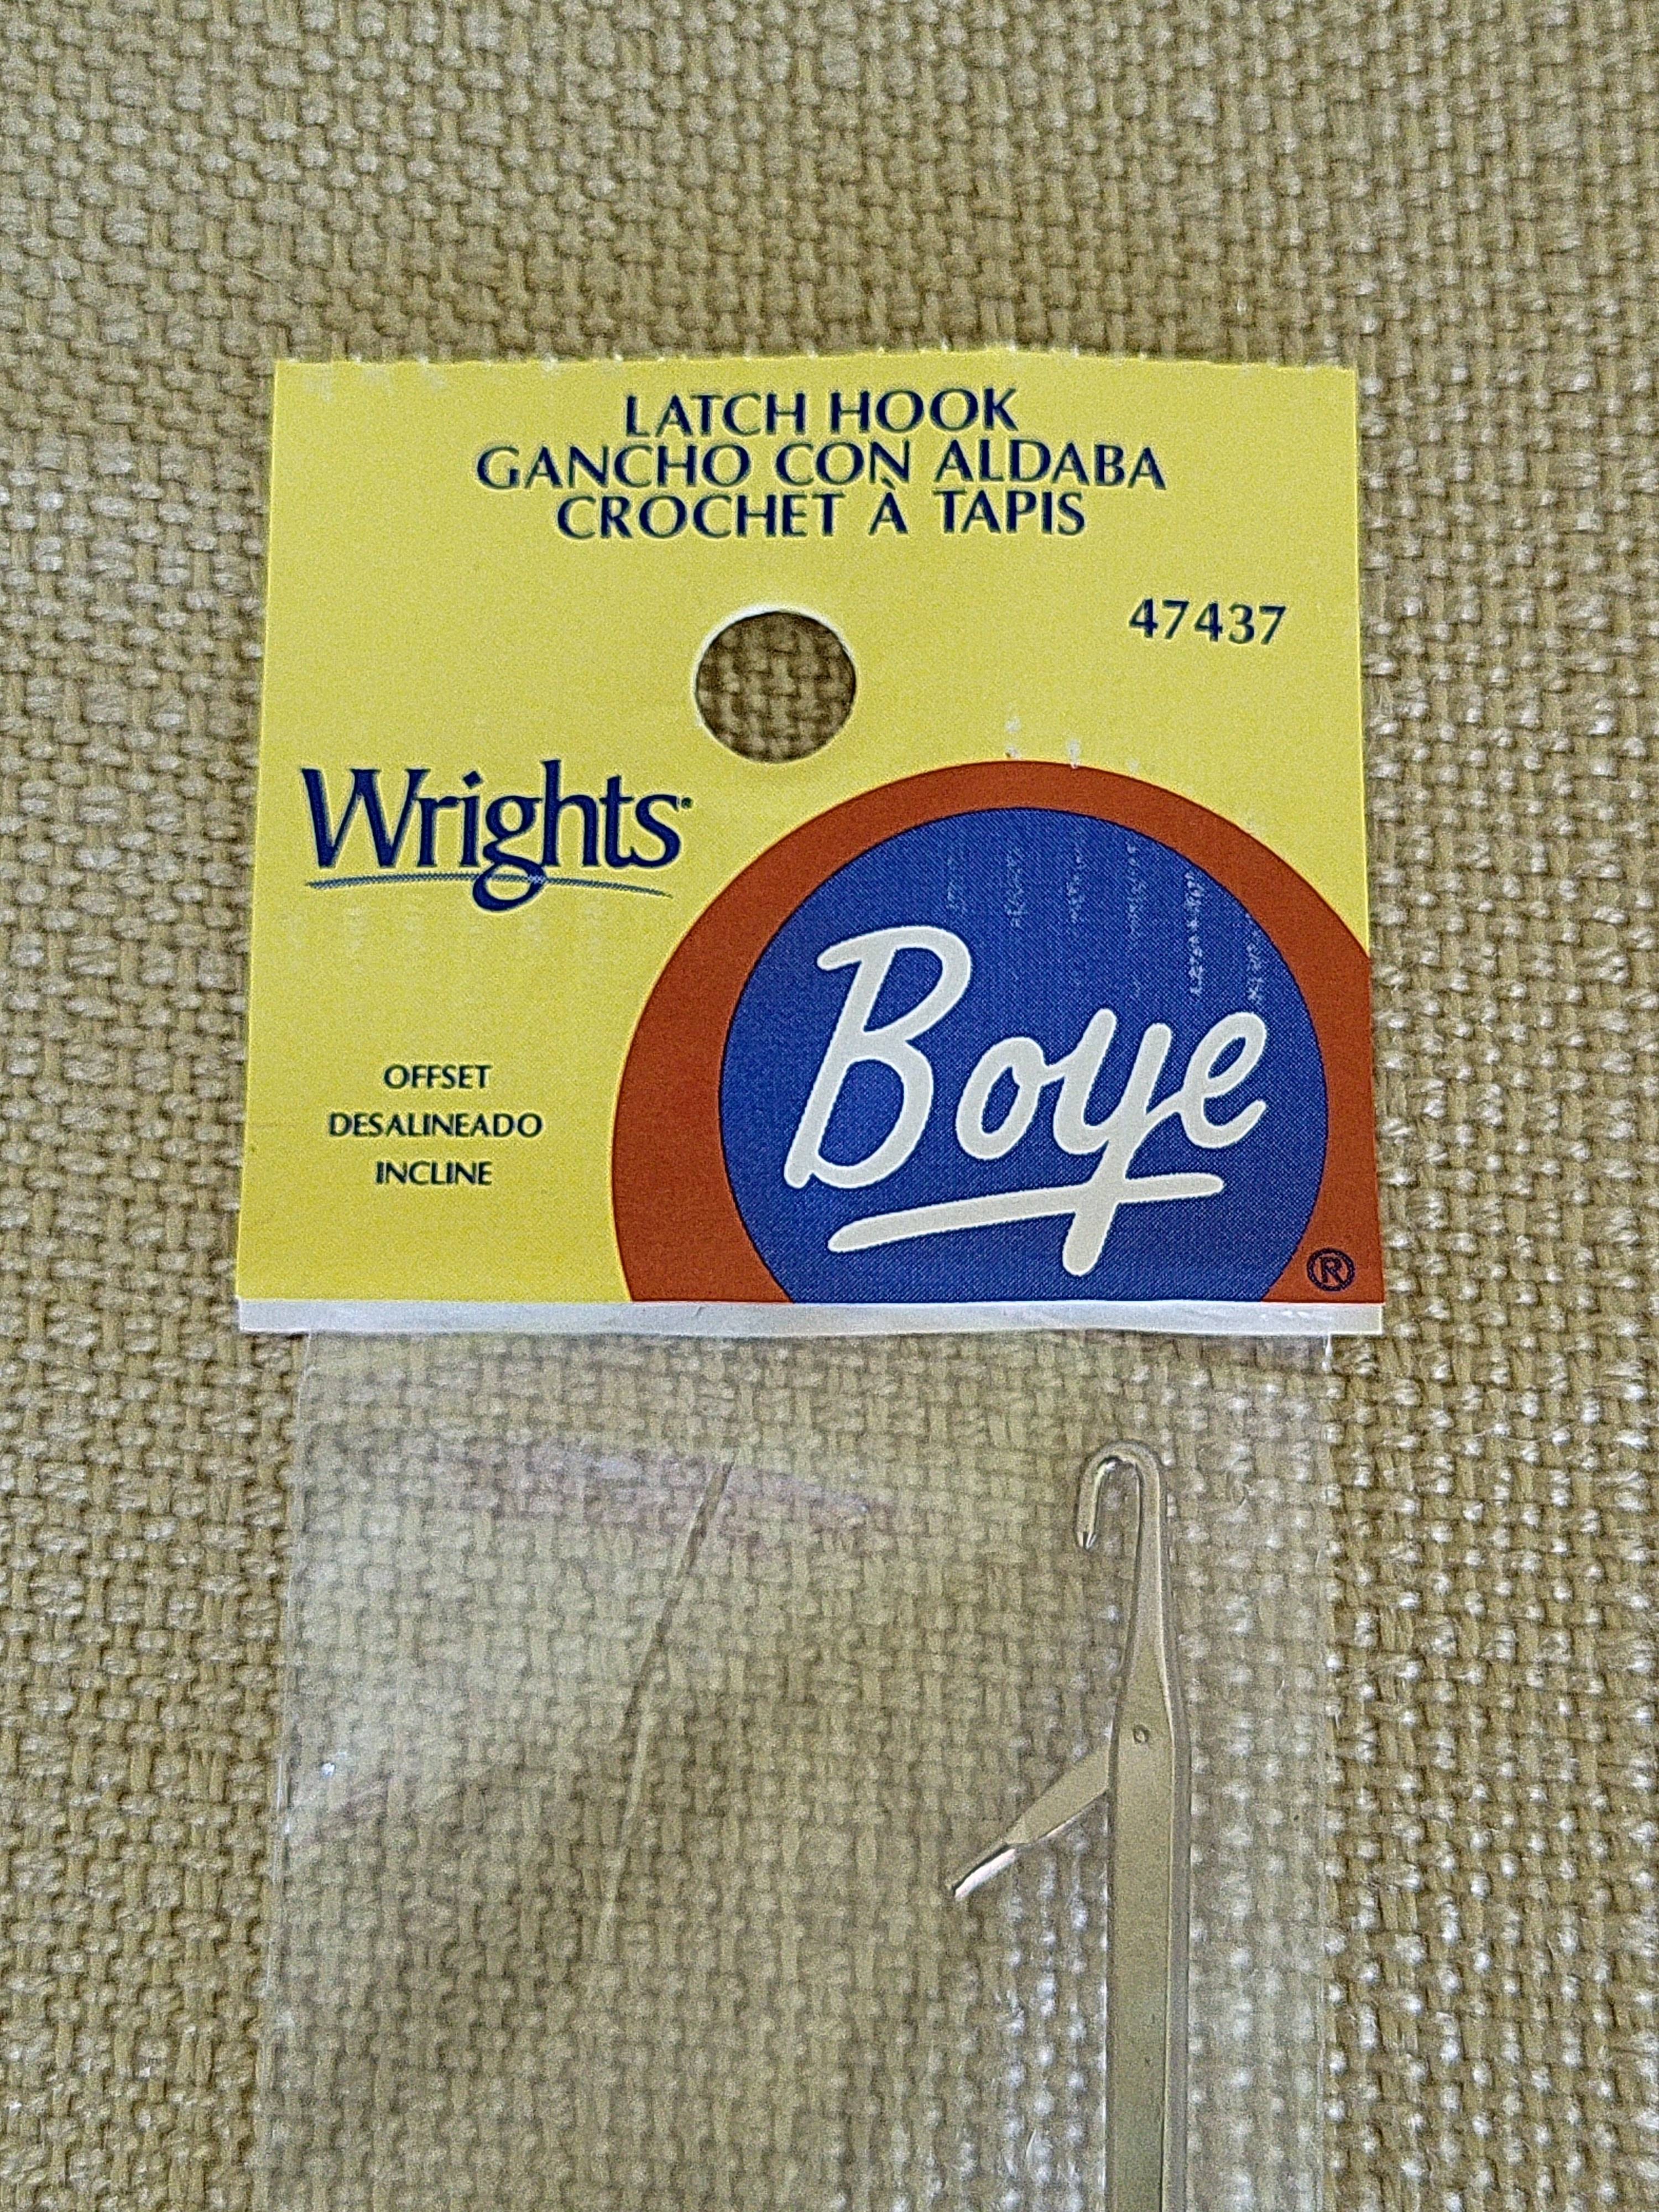 LATCH HOOK
GANCHO CON ALDABA
CROCHET À TAPIS
47437
Wrights®
Boye
OFFSET
DESALINEADO
INCLINE
®